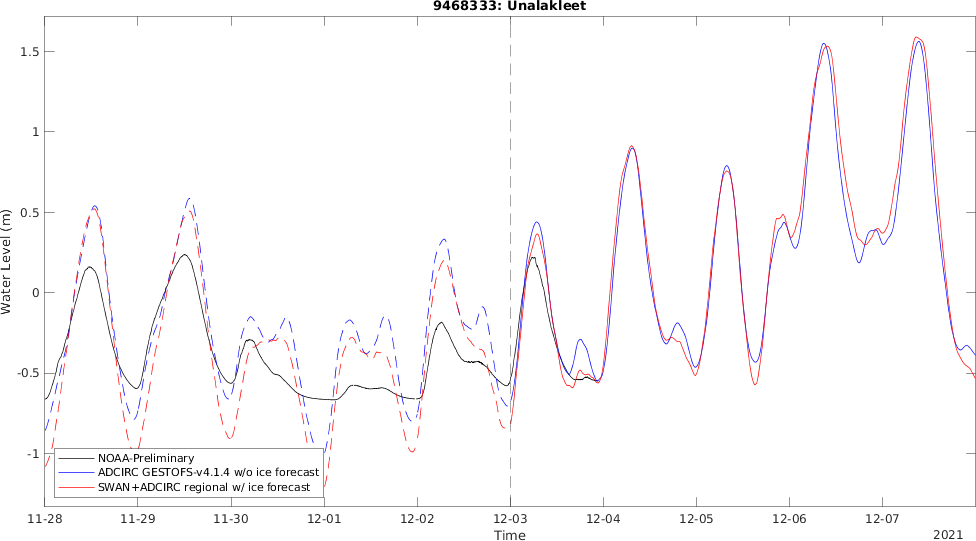 9468333: Unalakleet
Water Level (m)
1.5
1
0.5
0
-0.5
-1
NOAA-Preliminary
ADCIRC GESTOFS-v4.1.4 w/o ice forecast
SWAN+ADCIRC regional w/ ice forecast
11-28 11-29 11-30 12-01 12-02 12-03 12-04 12-05 12-06 12-07
Time
2021